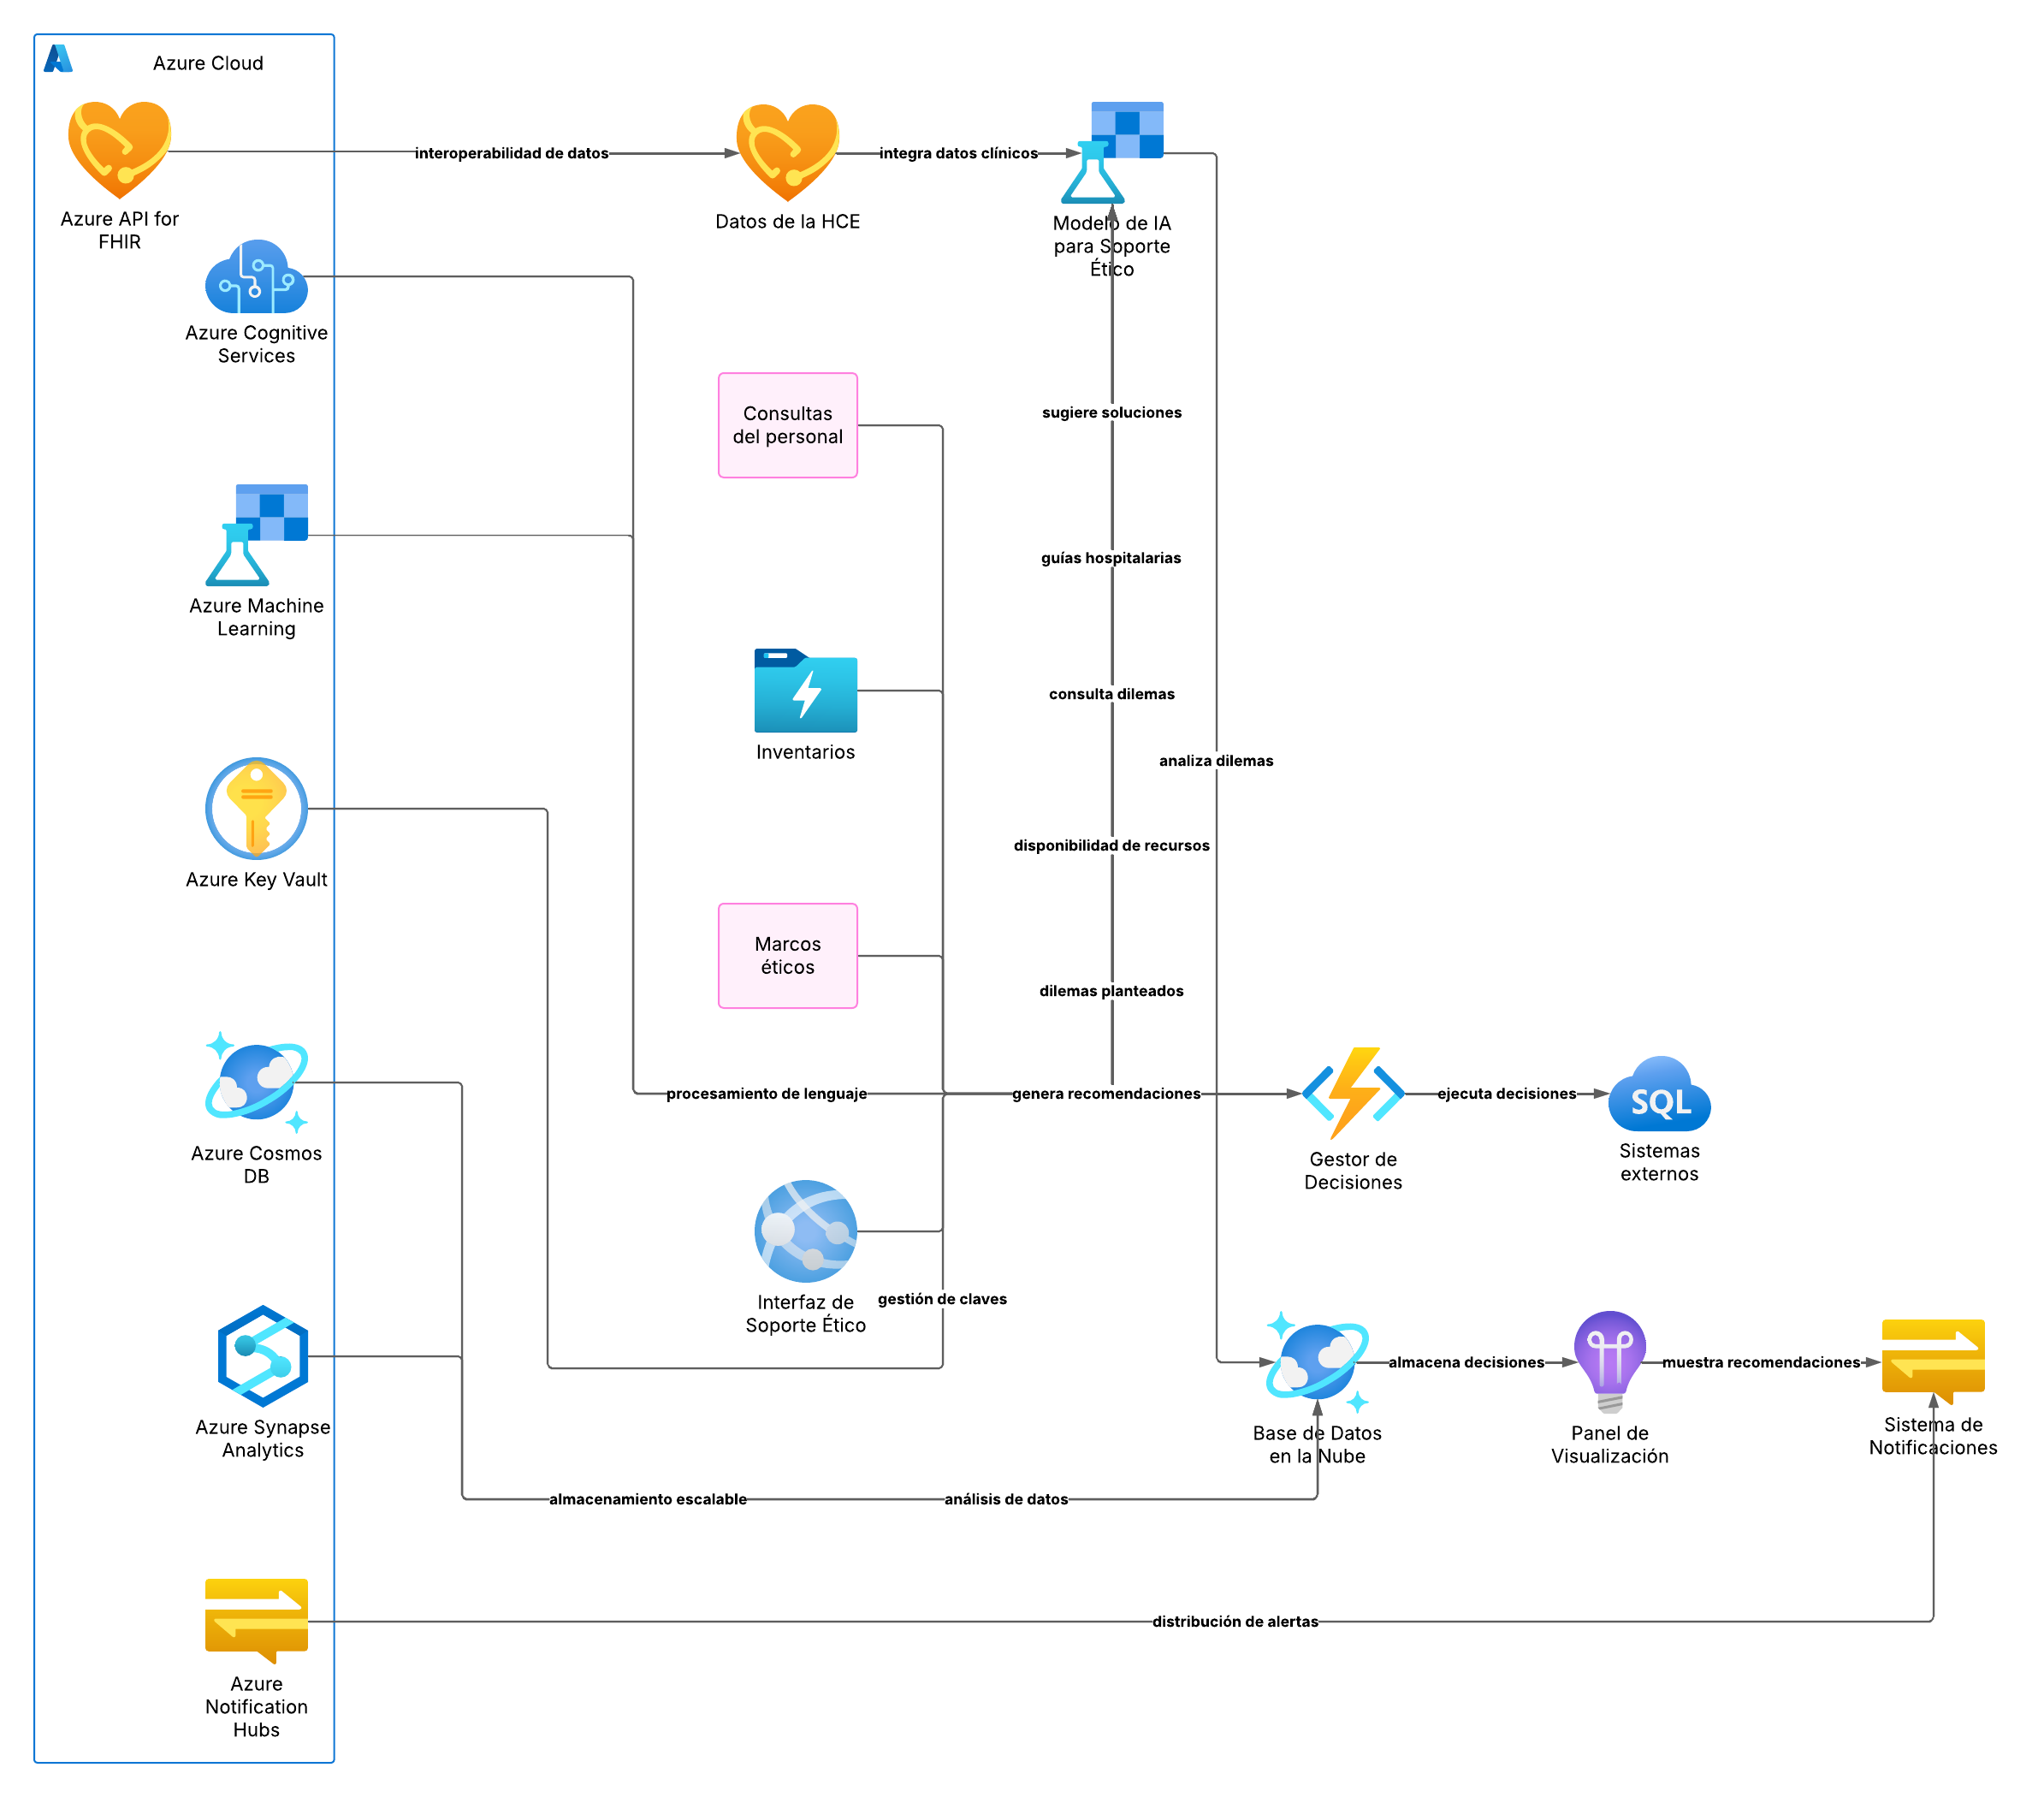 Azure Cloud
Azure API for
FHIR
interoperabilidad de datos
Datos de la HCE
integra datos clínicos
Modelo de IA
para Soporte
Ético
Azure Cognitive
Services
Consultas
del personal
sugiere soluciones
Azure Machine
Learning
guías hospitalarias
Inventarios
consulta dilemas
analiza dilemas
Azure Key Vault
disponibilidad de recursos
Marcos
éticos
dilemas planteados
Azure Cosmos
DB
procesamiento de lenguaje
genera recomendaciones
Gestor de
Decisiones
ejecuta decisiones
SQL
Sistemas
externos
Interfaz de
Soporte Ético
gestión de claves
Azure Synapse
Analytics
Base de Datos
en la Nube
almacena decisiones
Panel de
Visualización
muestra recomendaciones
Sistema de
Notificaciones
almacenamiento escalable
análisis de datos
Azure
Notification
Hubs
distribución de alertas